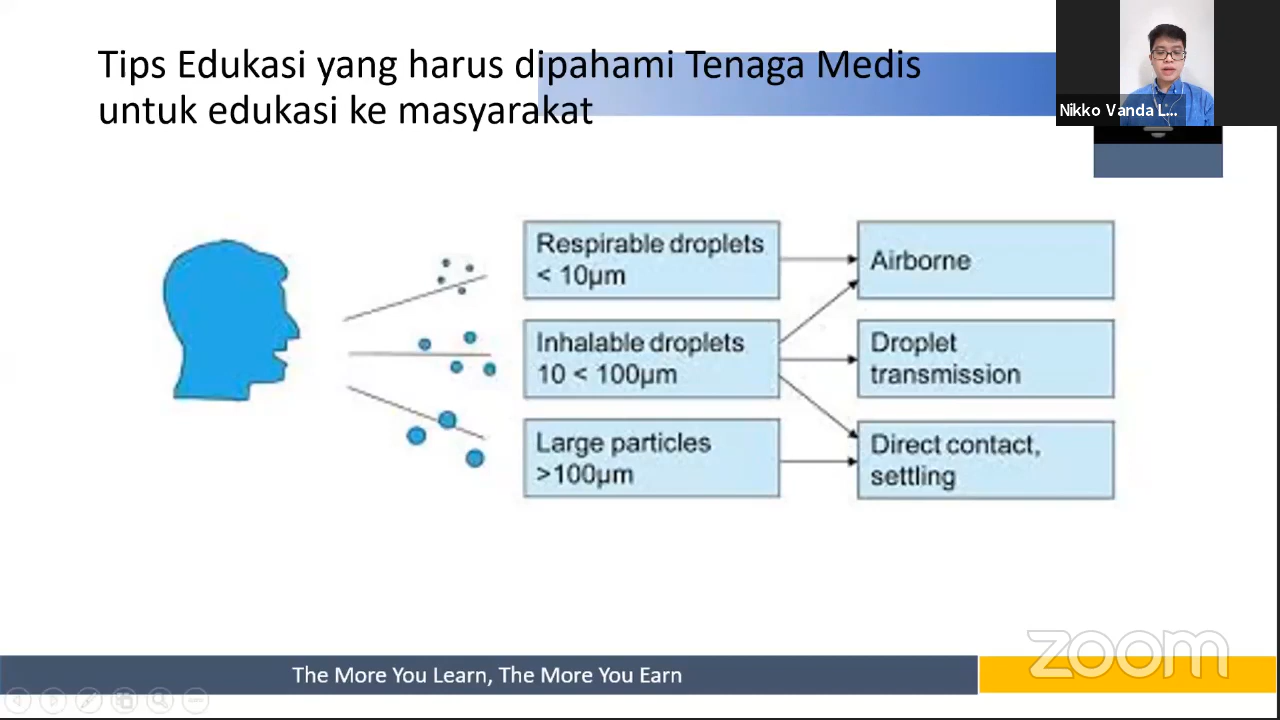 Tips Edukasi yang harus dipahami Tenaga Medis
untuk edukasi ke masyarakat
Nikko Vanda L...
Respirable droplets
< 10µm
Airborne
Inhalable droplets
10 < 100µm
Droplet
transmission
Large particles
>100µm
Direct contact,
settling
The More You Learn, The More You Earn
zoom